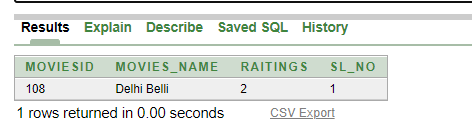 Results Explain Describe Saved SQL History
MOVIESID MOVIES_NAME RAITINGS SL_NO
108 Delhi Belli 2 1
1 rows returned in 0.00 seconds CSV Export